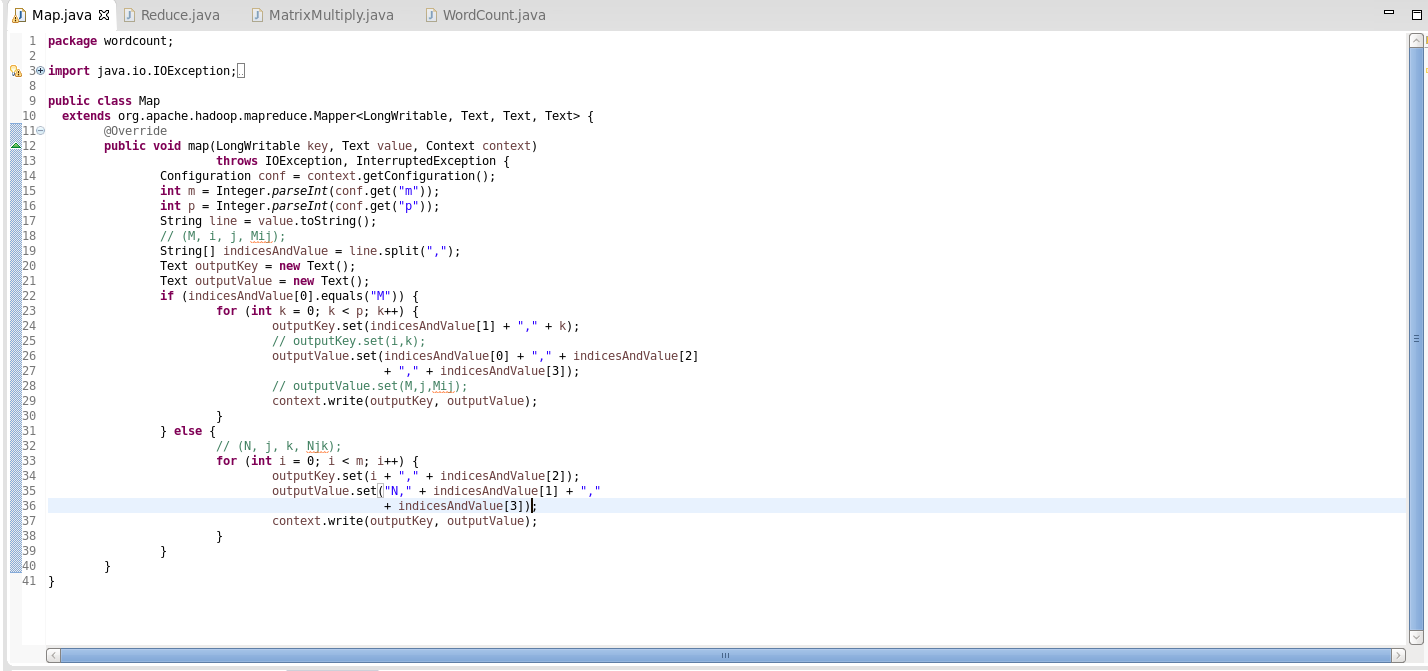 Map.java Reduce.java MatrixMultiply.java WordCount.java
1 package wordcount;
2
3 import java.io.IOException;
8
9 public class Map
10 extends org.apache.hadoop.mapreduce.Mapper<LongWritable, Text, Text, Text> {
11 @Override
12 public void map(LongWritable key, Text value, Context context)
13 throws IOException, InterruptedException {
14 Configuration conf = context.getConfiguration();
15 int m = Integer.parseInt(conf.get("m"));
16 int p = Integer.parseInt(conf.get("p"));
17 String line = value.toString();
18 // (M, i, j, Mij);
19 String[] indicesAndValue = line.split(",");
20 Text outputKey = new Text();
21 Text outputValue = new Text();
22 if (indicesAndValue[0].equals("M")) {
23 for (int k = 0; k < p; k++) {
24 outputKey.set(indicesAndValue[1] + "," + k);
25 // outputKey.set(i,k);
26 outputValue.set(indicesAndValue[0] + "," + indicesAndValue[2]
27 + "," + indicesAndValue[3]);
28 // outputValue.set(M,j,Mij);
29 context.write(outputKey, outputValue);
30 }
31 } else {
32 // (N, j, k, Njk);
33 for (int i = 0; i < m; i++) {
34 outputKey.set(i + "," + indicesAndValue[2]);
35 outputValue.set("N," + indicesAndValue[1] + ","
36 + indicesAndValue[3]);
37 context.write(outputKey, outputValue);
38 }
39 }
40 }
41 }